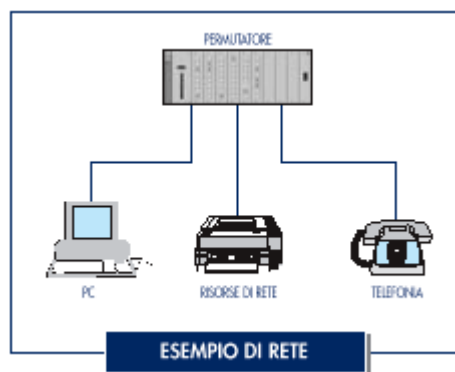 PERMUTATORE
PC
RISORSE DI RETE
TELEFONIA
ESEMPIO DI RETE